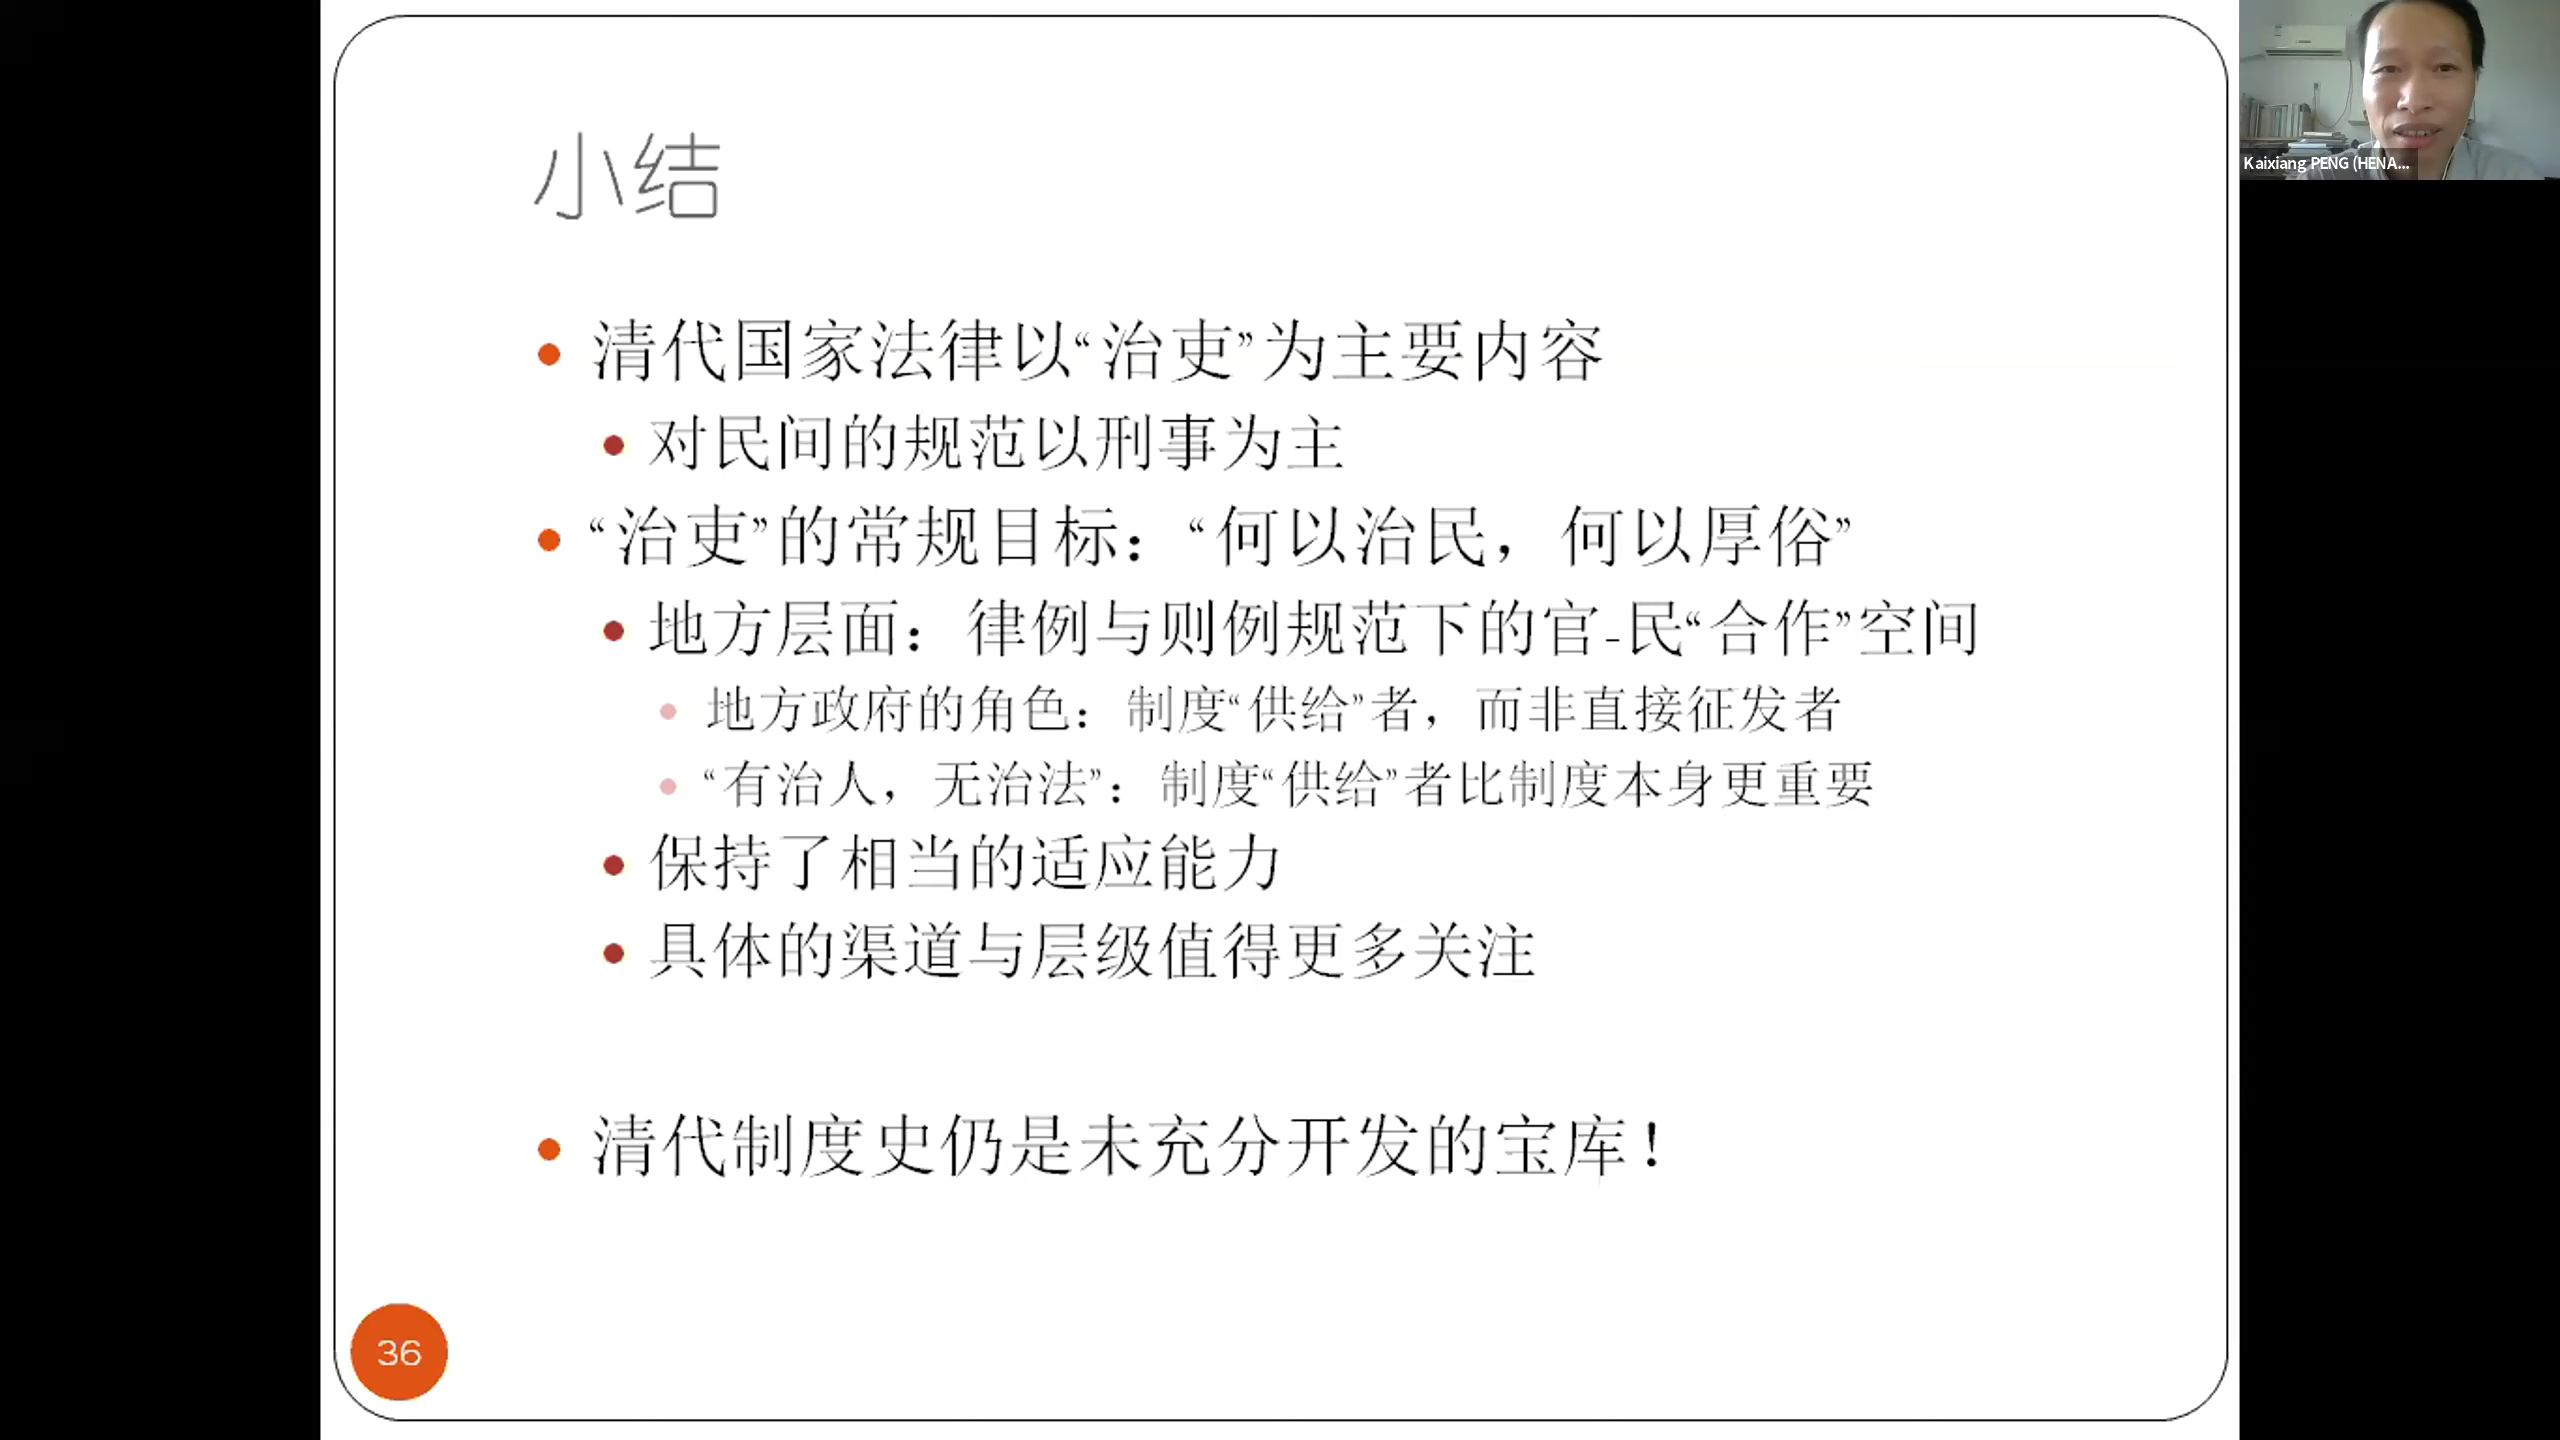 小结
清代国家法律以“治吏”为主要内容
对民间的规范以刑事为主
“治吏”的常规目标：“何以治民，何以厚俗”
地方层面：律例与则例规范下的官-民“合作”空间
地方政府的角色：制度“供给”者，而非直接征发者
“有治人，无治法”：制度“供给”者比制度本身更重要
保持了相当的适应能力
具体的渠道与层级值得更多关注
清代制度史仍是未充分开发的宝库！
36
Kaixiang PENG (HENA...